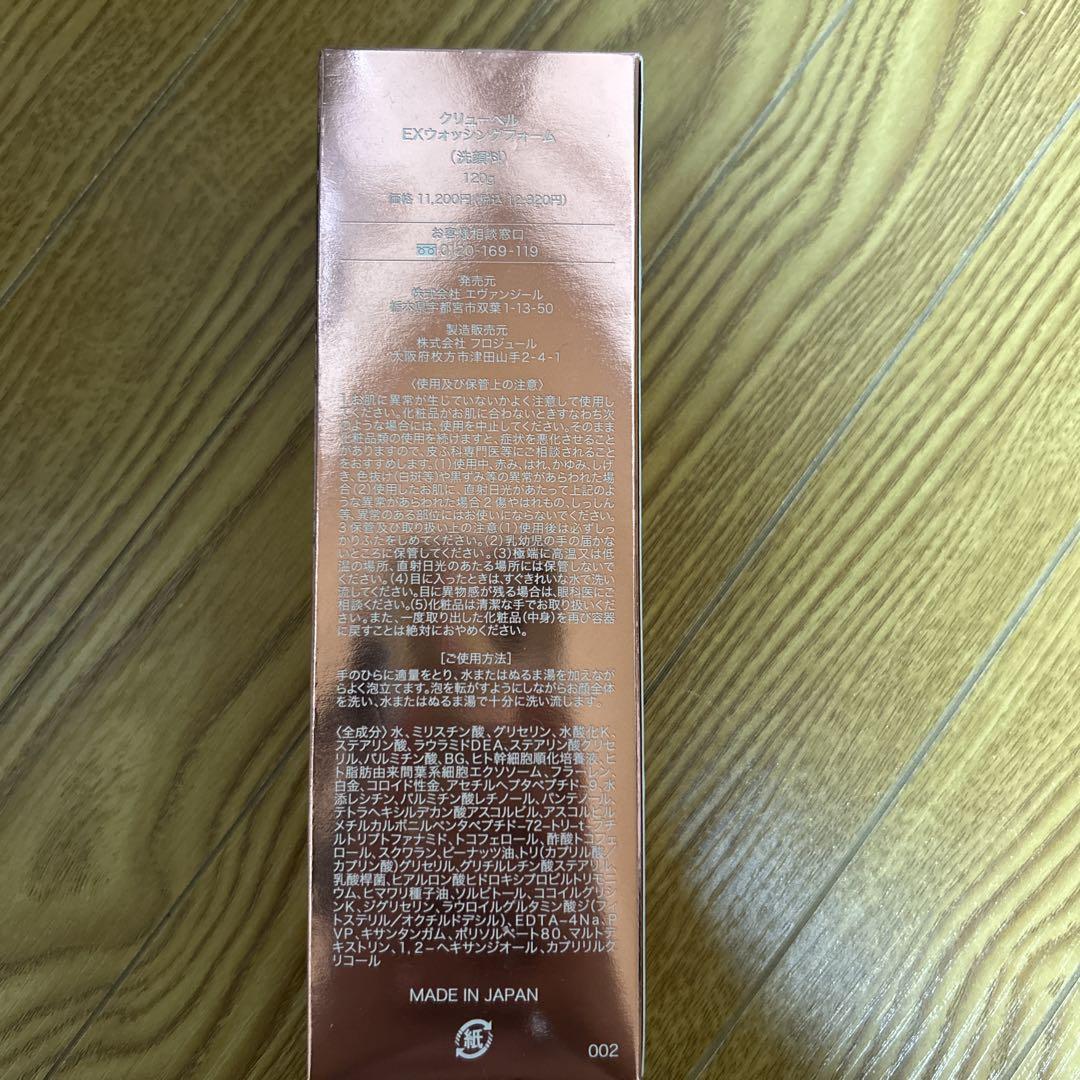 クリューベル
EXウォッシングフォーム
(洗顔料)
120g
価格 11,200円(税込 12,320円)
お客様相談窓口
0120-169-119
発売元
株式会社 エヴァンジール
栃木県宇都宮市双葉1-13-50
製造販売元
株式会社 フロジュール
大阪府枚方市津田山手2-4-1
〈使用及び保管上の注意〉
1.お肌に異常が生じていないかよく注意して使用し
てください。化粧品がお肌に合わないときすなわち次
のような場合には、使用を中止してください。そのまま
化粧品類の使用を続けますと、症状を悪化させること
がありますので、皮ふ科専門医等にご相談されること
をおすすめします。(1)使用中、赤み、はれ、かゆみ、しげ
き、色抜け(白斑等)や黒ずみ等の異常があらわれた場
合(2)使用したお肌に、直射日光があたって上記のよ
うな異常があらわれた場合 2 傷やはれもの、しっしん
等、異常のある部位にはお使いにならないでください。
3 保管及び取り扱い上の注意(1)使用後は必ずしっ
かりふたをしめてください。(2)乳幼児の手の届かな
いところに保管してください。(3)極端に高温又は低
温の場所、直射日光のあたる場所には保管しないで
ください。(4)目に入ったときは、すぐきれいな水で洗い
流してください。目に異物感が残る場合は、眼科医にご
相談ください。(5)化粧品は清潔な手でお取り扱いくだ
さい。また、一度取り出した化粧品(中身)を再び容器
に戻すことは絶対におやめください。
[ご使用方法]
手のひらに適量をとり、水またはぬるま湯を加えなが
らよく泡立てます。泡を転がすようにしながらお顔全体
を洗い、水またはぬるま湯で十分に洗い流します。
〈全成分〉水、ミリスチン酸、グリセリン、水酸化K、
ステアリン酸、ラウラミドDEA、ステアリン酸グリセ
リル、パルミチン酸、BG、ヒト幹細胞順化培養液、ヒ
ト脂肪由来間葉系細胞エクソソーム、フラーレン、
白金、コロイド性金、アセチルヘプタペプチド-9、水
添レシチン、パルミチン酸レチノール、パンテノール、
テトラヘキシルデカン酸アスコルビル、アスコルビル
メチルカルボニルペンタペプチド-72-トリ-t-ブチ
ルトリプトファナミド、トコフェロール、酢酸トコフェ
ロール、スクワラン、ピーナッツ油、トリ(カプリル酸/
カプリン酸)グリセリル、グリチルレチン酸ステアリル、
乳酸桿菌、ヒアルロン酸ヒドロキシプロピルトリモニ
ウム、ヒマワリ種子油、ソルビトール、ココイルグリシ
ンK、ジグリセリン、ラウロイルグルタミン酸ジ(フィ
トステリル/オクチルドデシル)、EDTA-4Na、P
VP、キサンタンガム、ポリソルベート80、マルトデ
キストリン、1,2-ヘキサンジオール、カプリリルグ
リコール
MADE IN JAPAN
紙
002